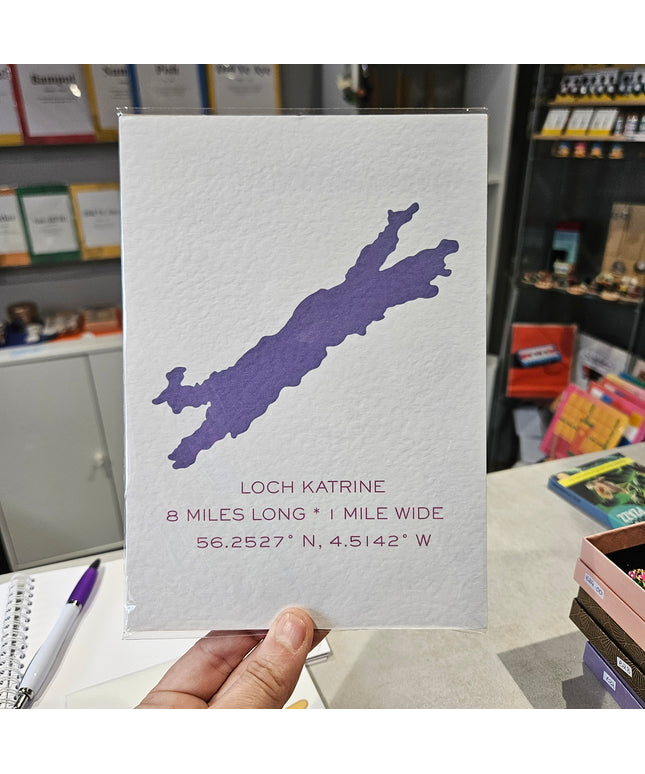 LOCH KATRINE
8 MILES LONG * 1 MILE WIDE
56.2527° N, 4.5142° W